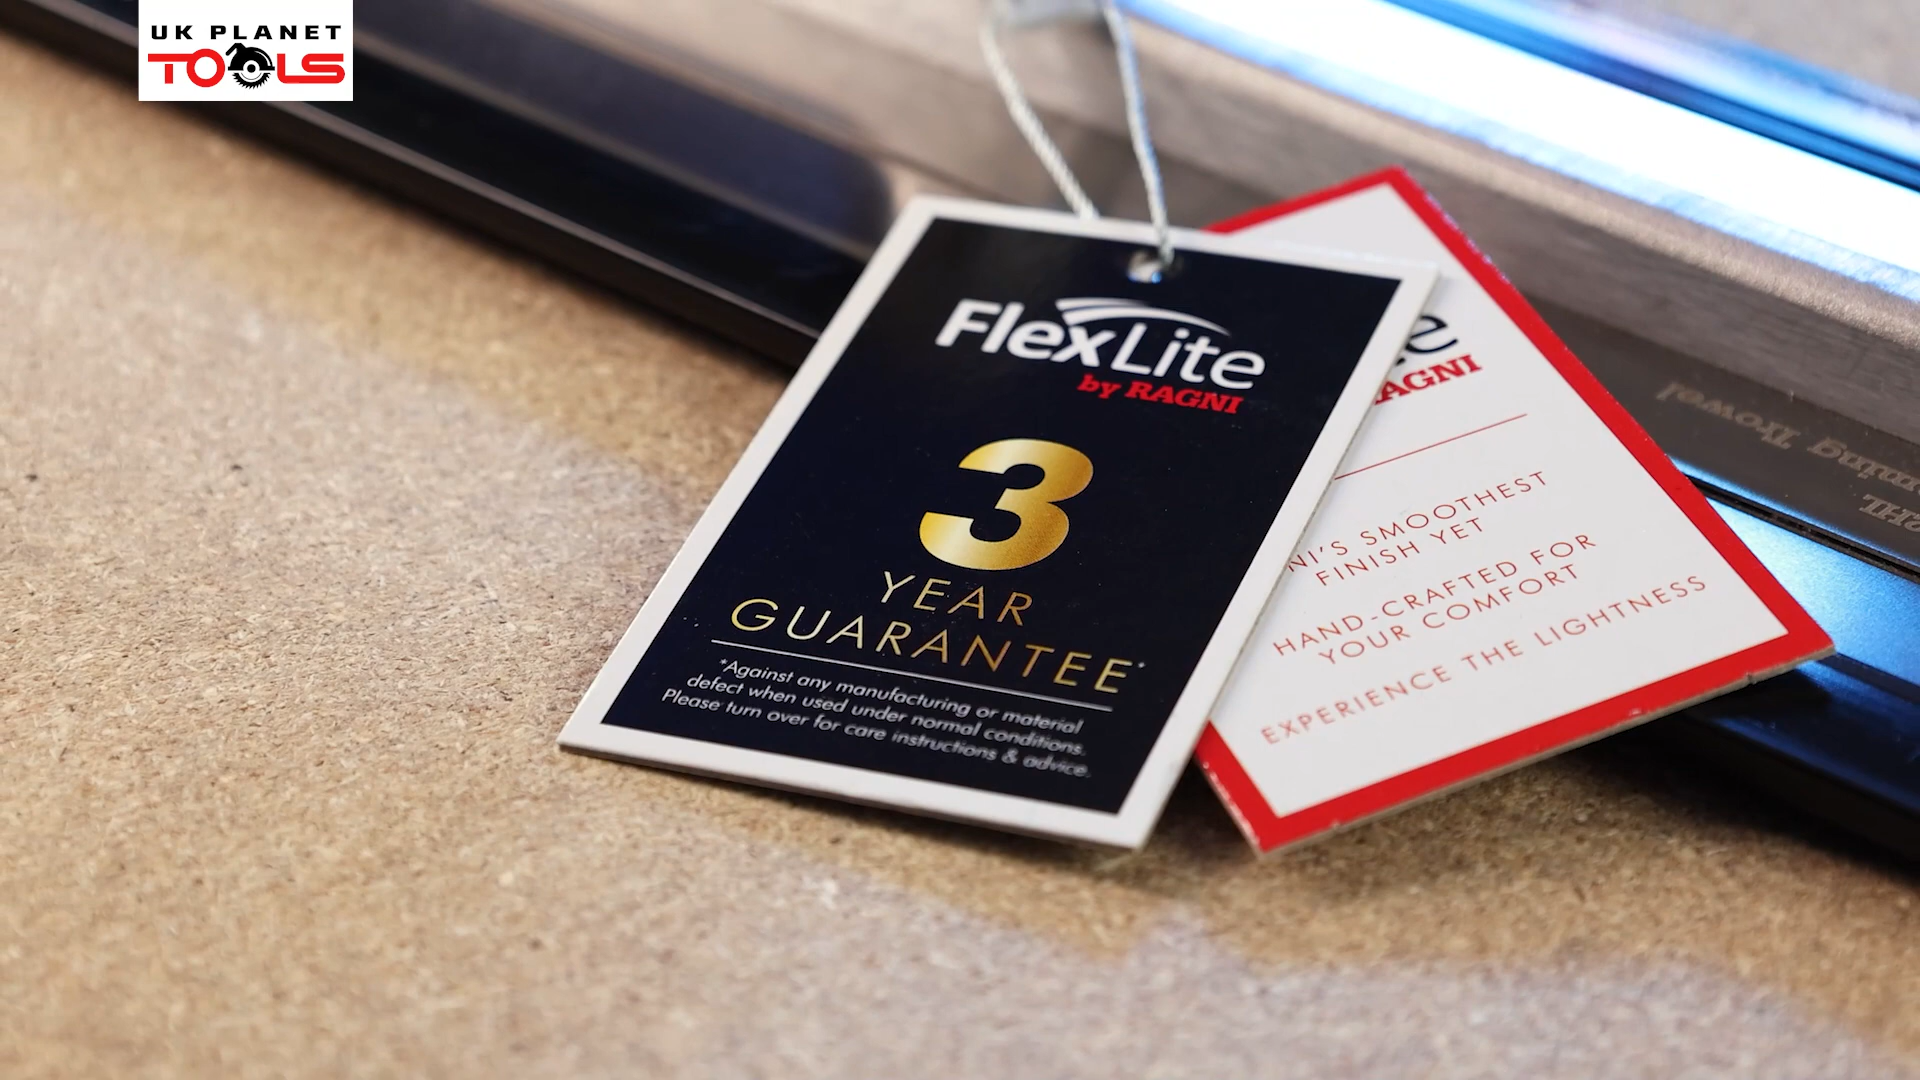 UK PLANET
TOOLS
FlexLite
by RAGNI
3
YEAR
GUARANTEE*
*Against any manufacturing or material
defect when used under normal conditions.
Please turn over for care instructions & advice.
e
AGNI
NI'S SMOOTHEST
FINISH YET
HAND-CRAFTED FOR
YOUR COMFORT
EXPERIENCE THE LIGHTNESS
Trowel